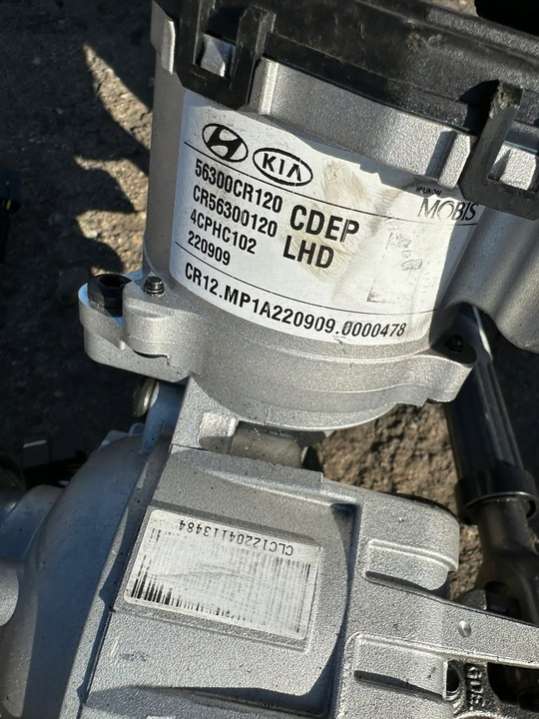 KIA
MOBIS
56300CR120
CR56300120
4CPHC102
220909
CDEP
LHD
CR12.MP1A220909.0000478
CLC12204113484